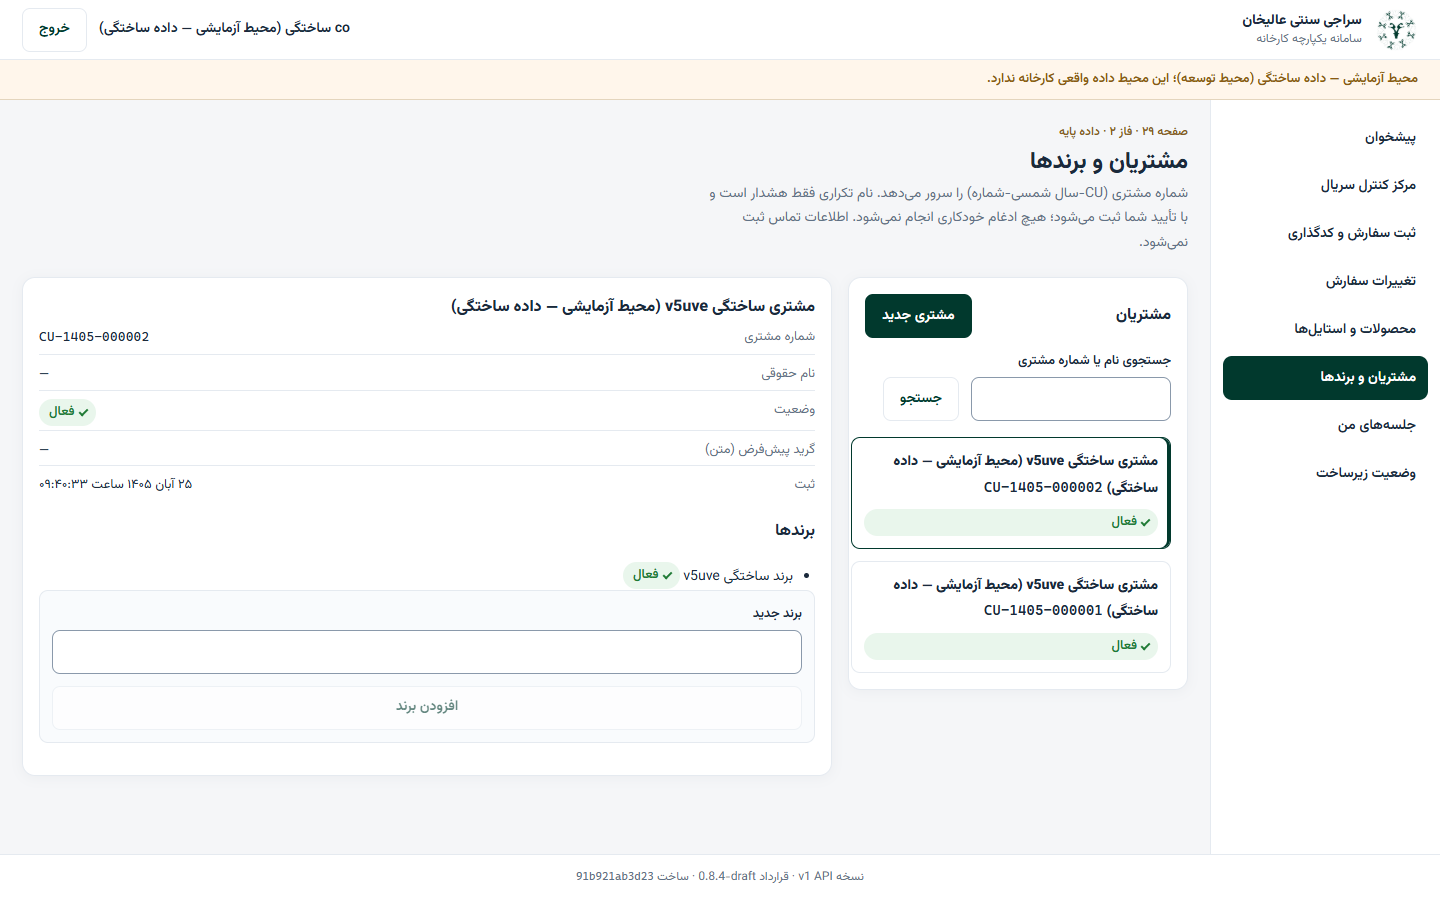 سراجی سنتی عالیخان
سامانه یکپارچه کارخانه
co ساختگی (محیط آزمایشی — داده ساختگی)
خروج
محیط آزمایشی — داده ساختگی (محیط توسعه)؛ این محیط داده واقعی کارخانه ندارد.
پیشخوان
مرکز کنترل سریال
ثبت سفارش و کدگذاری
تغییرات سفارش
محصولات و استایل‌ها
مشتریان و برندها
جلسه‌های من
وضعیت زیرساخت
صفحه ۲۹ · فاز ۲ · داده پایه
مشتریان و برندها
شماره مشتری (CU-سال شمسی-شماره) را سرور می‌دهد. نام تکراری فقط هشدار است و
با تأیید شما ثبت می‌شود؛ هیچ ادغام خودکاری انجام نمی‌شود. اطلاعات تماس ثبت
نمی‌شود.
مشتریان
مشتری جدید
جستجوی نام یا شماره مشتری
جستجو
مشتری ساختگی v5uve (محیط آزمایشی — داده
ساختگی) CU-1405-000002
فعال
مشتری ساختگی v5uve (محیط آزمایشی — داده
ساختگی) CU-1405-000001
فعال
مشتری ساختگی v5uve (محیط آزمایشی — داده ساختگی)
شماره مشتری CU-1405-000002
نام حقوقی —
وضعیت فعال
گرید پیش‌فرض (متن) —
ثبت ۲۵ آبان ۱۴۰۵ ساعت ۰۹:۴۰:۳۳
برندها
برند ساختگی v5uve فعال
برند جدید
افزودن برند
نسخه v1 API · قرارداد 0.8.4-draft · ساخت 91b921ab3d23